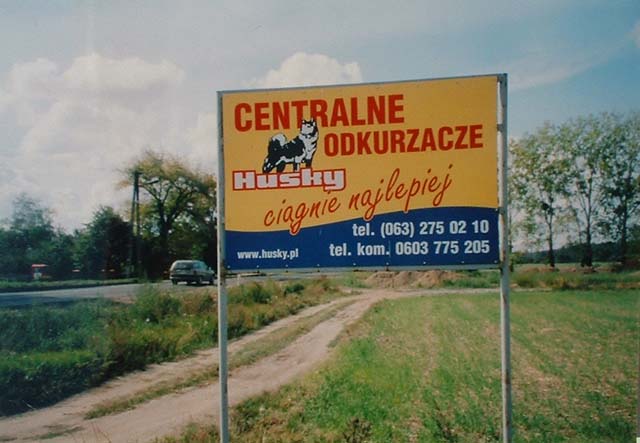 CENTRALNE
ODKURZACZE
Husky
ciągnie najlepiej
tel. (063) 275 02 10
www.husky.pl tel. kom. 0603 775 205